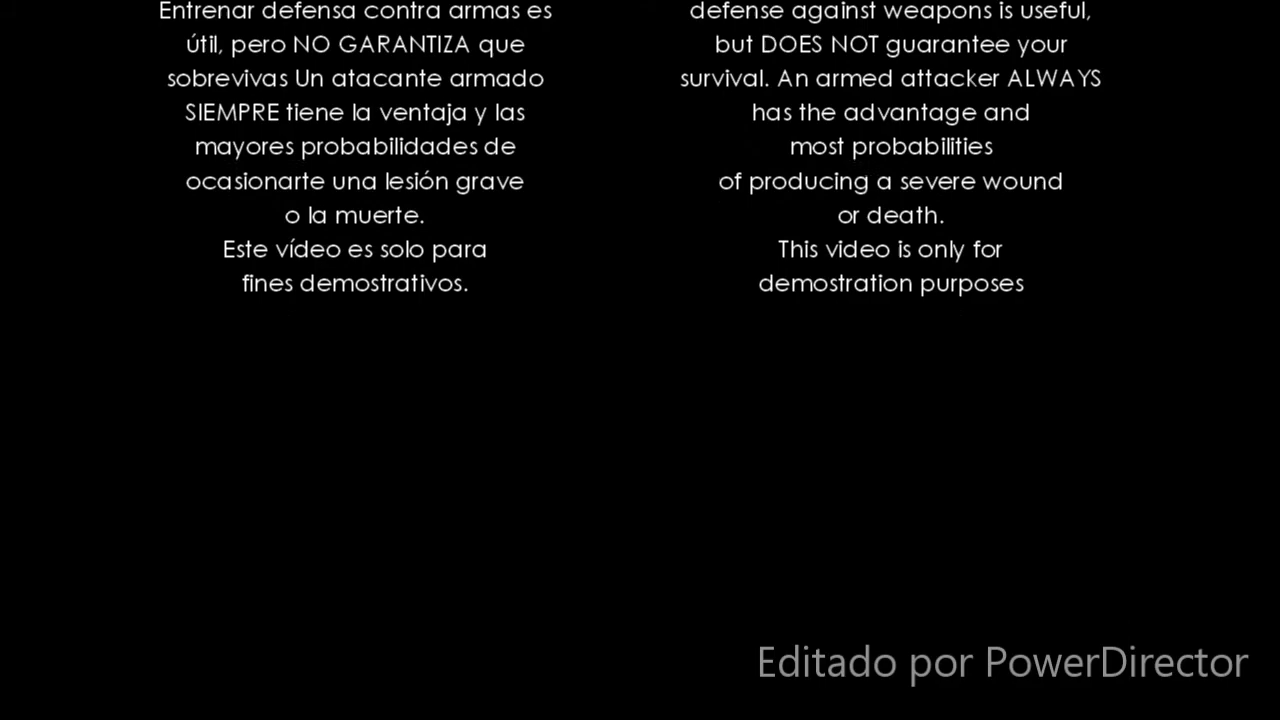 Entrenar defensa contra armas es
útil, pero NO GARANTIZA que
sobrevivas Un atacante armado
SIEMPRE tiene la ventaja y las
mayores probabilidades de
ocasionarte una lesión grave
o la muerte.
Este vídeo es solo para
fines demostrativos.
defense against weapons is useful,
but DOES NOT guarantee your
survival. An armed attacker ALWAYS
has the advantage and
most probabilities
of producing a severe wound
or death.
This video is only for
demostration purposes
Editado por PowerDirector